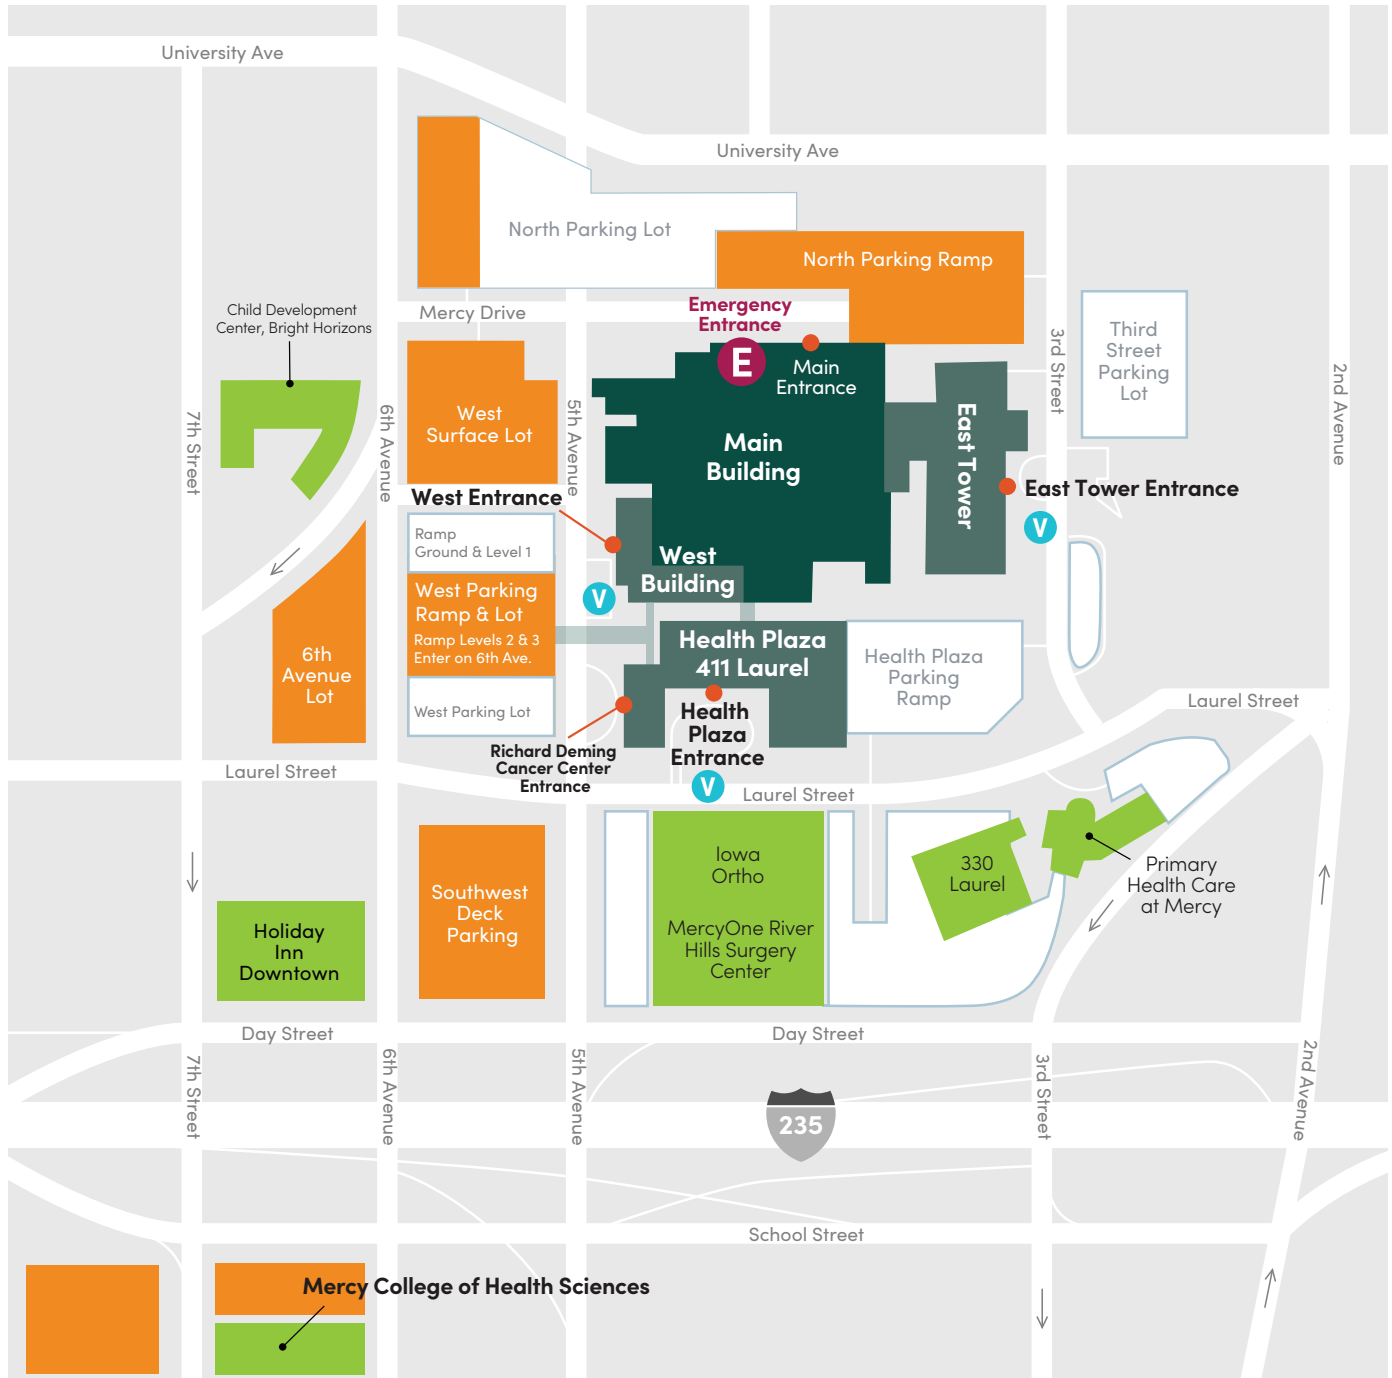 University Ave
University Ave
North Parking Lot
North Parking Ramp
Emergency
Entrance
E
Mercy Drive
Child Development
Center, Bright Horizons
Main
Entrance
Third
Street
Parking
Lot
3rd Street
2nd Avenue
7th Street
6th Avenue
West
Surface Lot
5th Avenue
Main
Building
East Tower
West Entrance
East Tower Entrance
V
Ramp
Ground & Level 1
West
Building
West Parking
Ramp & Lot
Ramp Levels 2 & 3
Enter on 6th Ave.
V
6th
Avenue
Lot
Health Plaza
411 Laurel
Health Plaza
Parking
Ramp
West Parking Lot
Laurel Street
Health
Plaza
Entrance
Richard Deming
Cancer Center
Entrance
V
Laurel Street
Laurel Street
Iowa
Ortho
330
Laurel
Primary
Health Care
at Mercy
Southwest
Deck
Parking
MercyOne River
Hills Surgery
Center
Holiday
Inn
Downtown
Day Street
Day Street
7th Street
6th Avenue
5th Avenue
235
3rd Street
2nd Avenue
School Street
Mercy College of Health Sciences